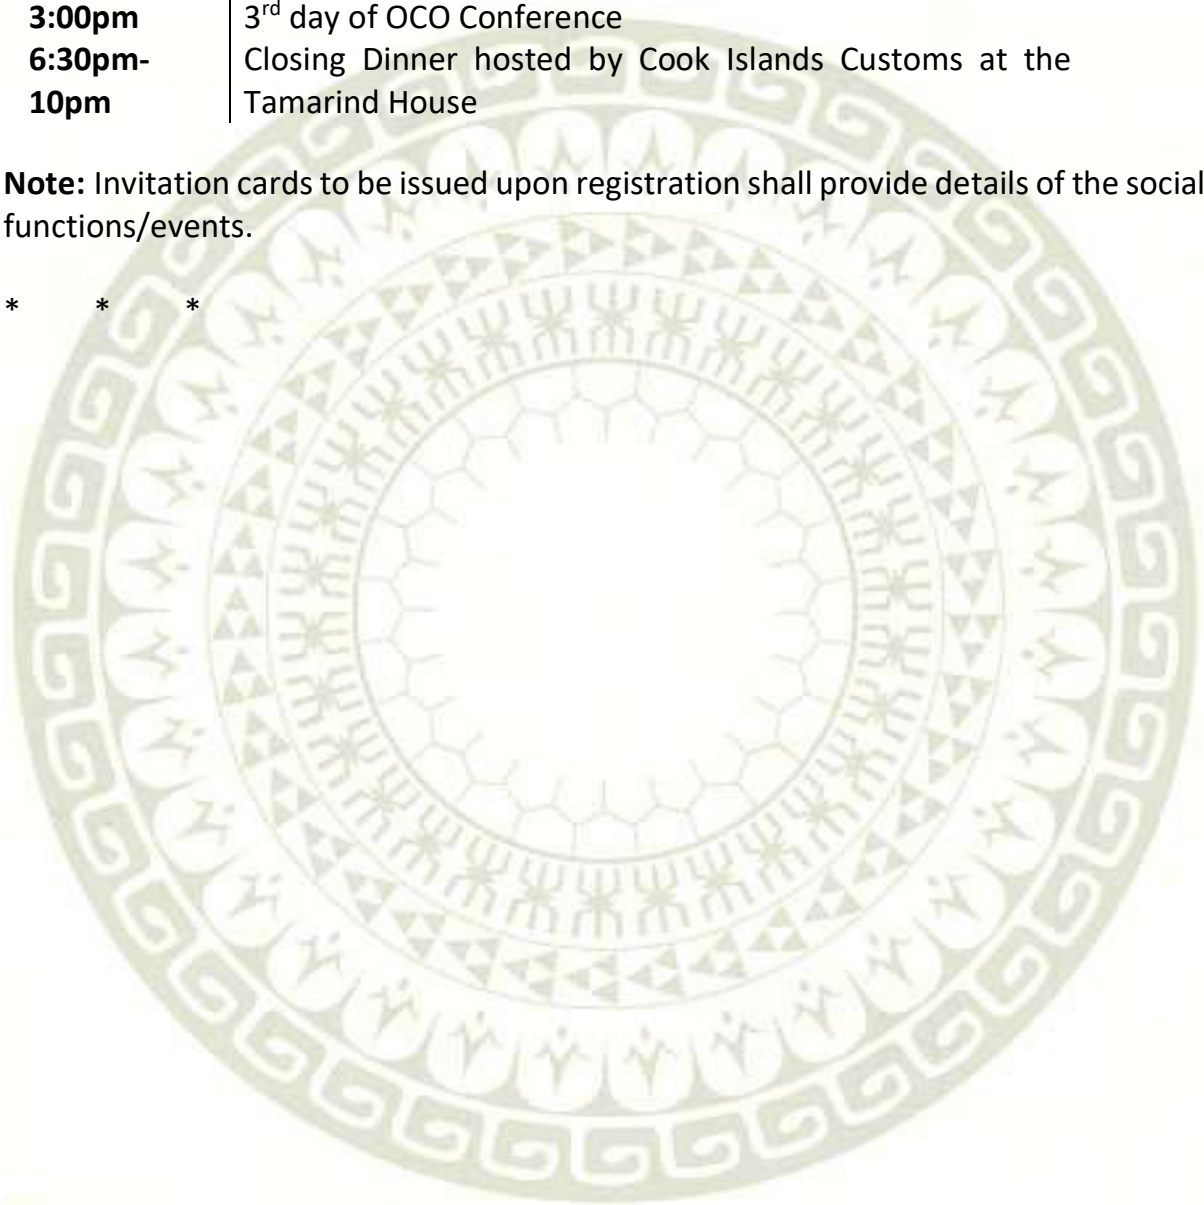 3:00pm 3rd day of OCO Conference
6:30pm- Closing Dinner hosted by Cook Islands Customs at the
10pm Tamarind House
Note: Invitation cards to be issued upon registration shall provide details of the social
functions/events.
* * *